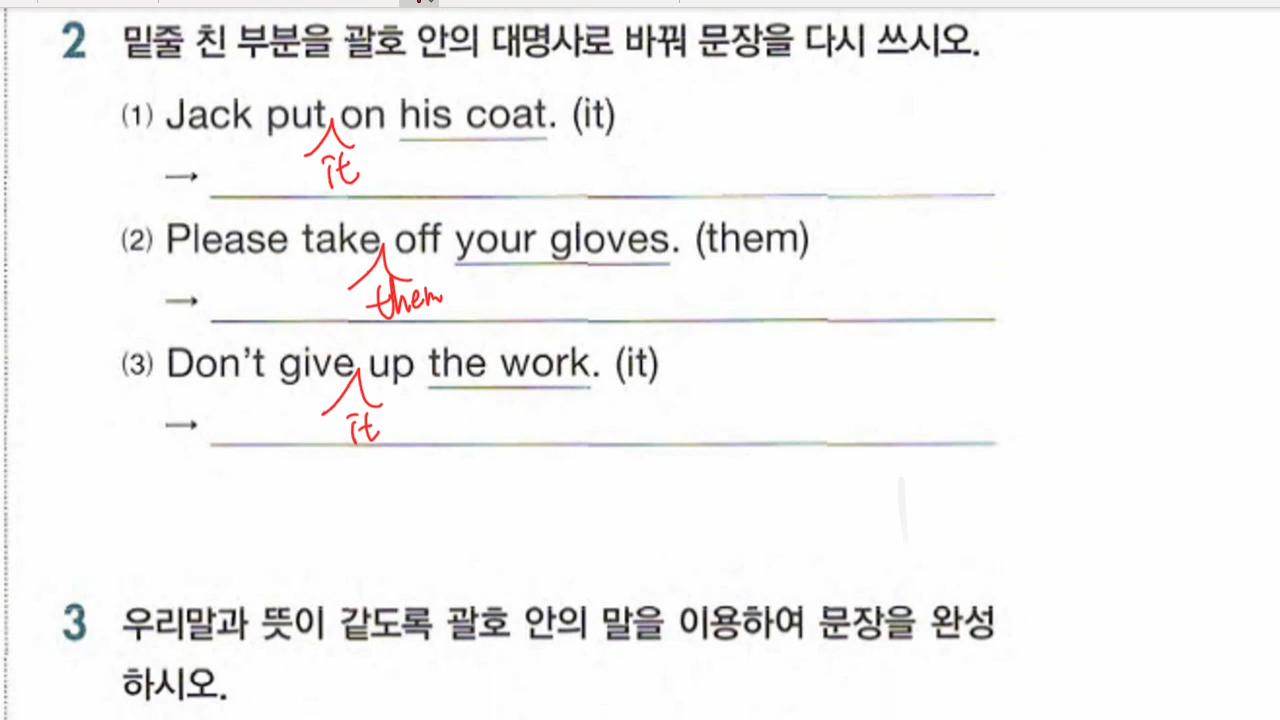 2 밑줄 친 부분을 괄호 안의 대명사로 바꿔 문장을 다시 쓰시오.
(1) Jack put on his coat. (it)
it
→
(2) Please take off your gloves. (them)
them
→
(3) Don't give up the work. (it)
it
→
3 우리말과 뜻이 같도록 괄호 안의 말을 이용하여 문장을 완성
하시오.